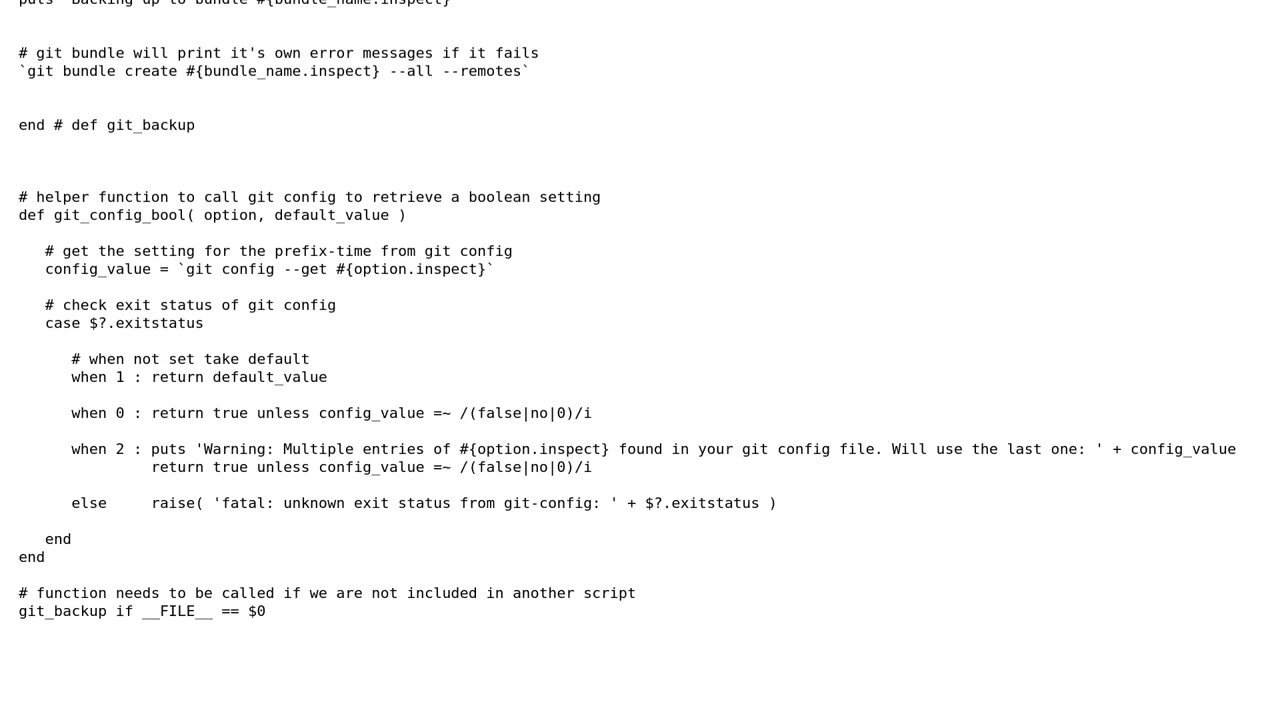 puts "Backing up to bundle #{bundle_name.inspect}"
# git bundle will print it's own error messages if it fails
`git bundle create #{bundle_name.inspect} --all --remotes`
end # def git_backup
# helper function to call git config to retrieve a boolean setting
def git_config_bool( option, default_value )
# get the setting for the prefix-time from git config
config_value = `git config --get #{option.inspect}`
# check exit status of git config
case $?.exitstatus
# when not set take default
when 1 : return default_value
when 0 : return true unless config_value =~ /(false|no|0)/i
when 2 : puts 'Warning: Multiple entries of #{option.inspect} found in your git config file. Will use the last one: ' + config_value
return true unless config_value =~ /(false|no|0)/i
else     raise( 'fatal: unknown exit status from git-config: ' + $?.exitstatus )
end
end
# function needs to be called if we are not included in another script
git_backup if __FILE__ == $0